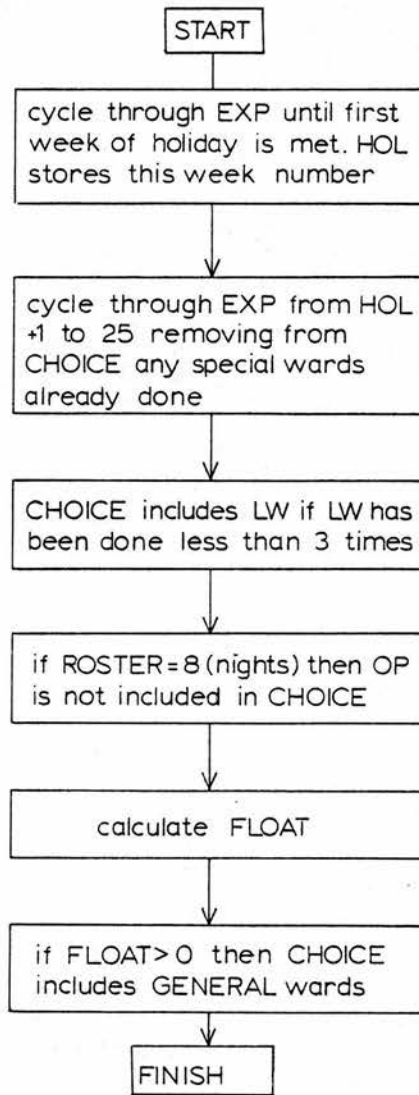 START
cycle through EXP until first
week of holiday is met. HOL
stores this week number
cycle through EXP from HOL
+1 to 25 removing from
CHOICE any special wards
already done
CHOICE includes LW if LW has
been done less than 3 times
if ROSTER=8 (nights) then OP
is not included in CHOICE
calculate FLOAT
if FLOAT>0 then CHOICE
includes GENERAL wards
FINISH